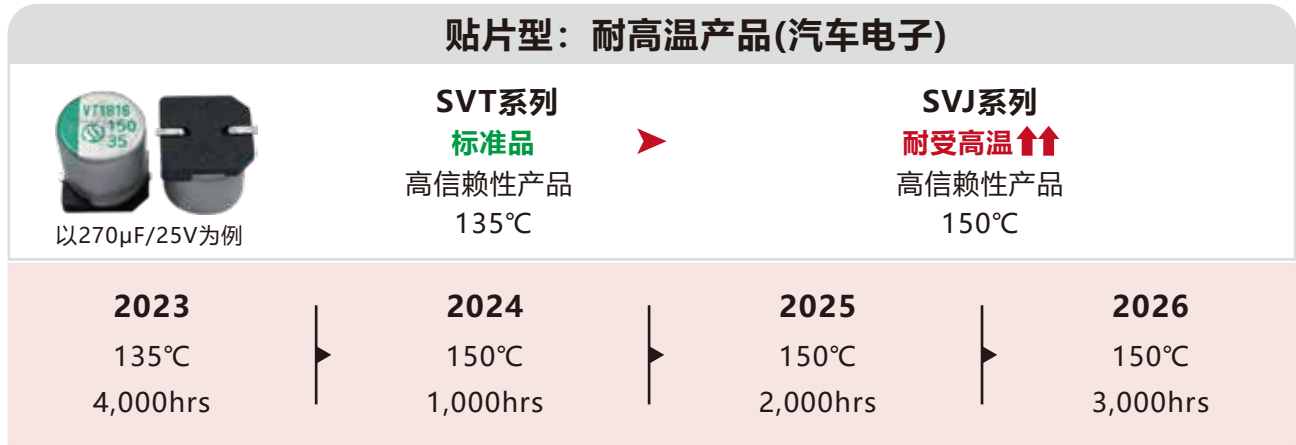 贴片型：耐高温产品(汽车电子)
VT1816
150
35
以270μF/25V为例
SVT系列
标准品
高信赖性产品
135℃
SVJ系列
耐受高温
高信赖性产品
150℃
2023
135℃
4,000hrs
2024
150℃
1,000hrs
2025
150℃
2,000hrs
2026
150℃
3,000hrs